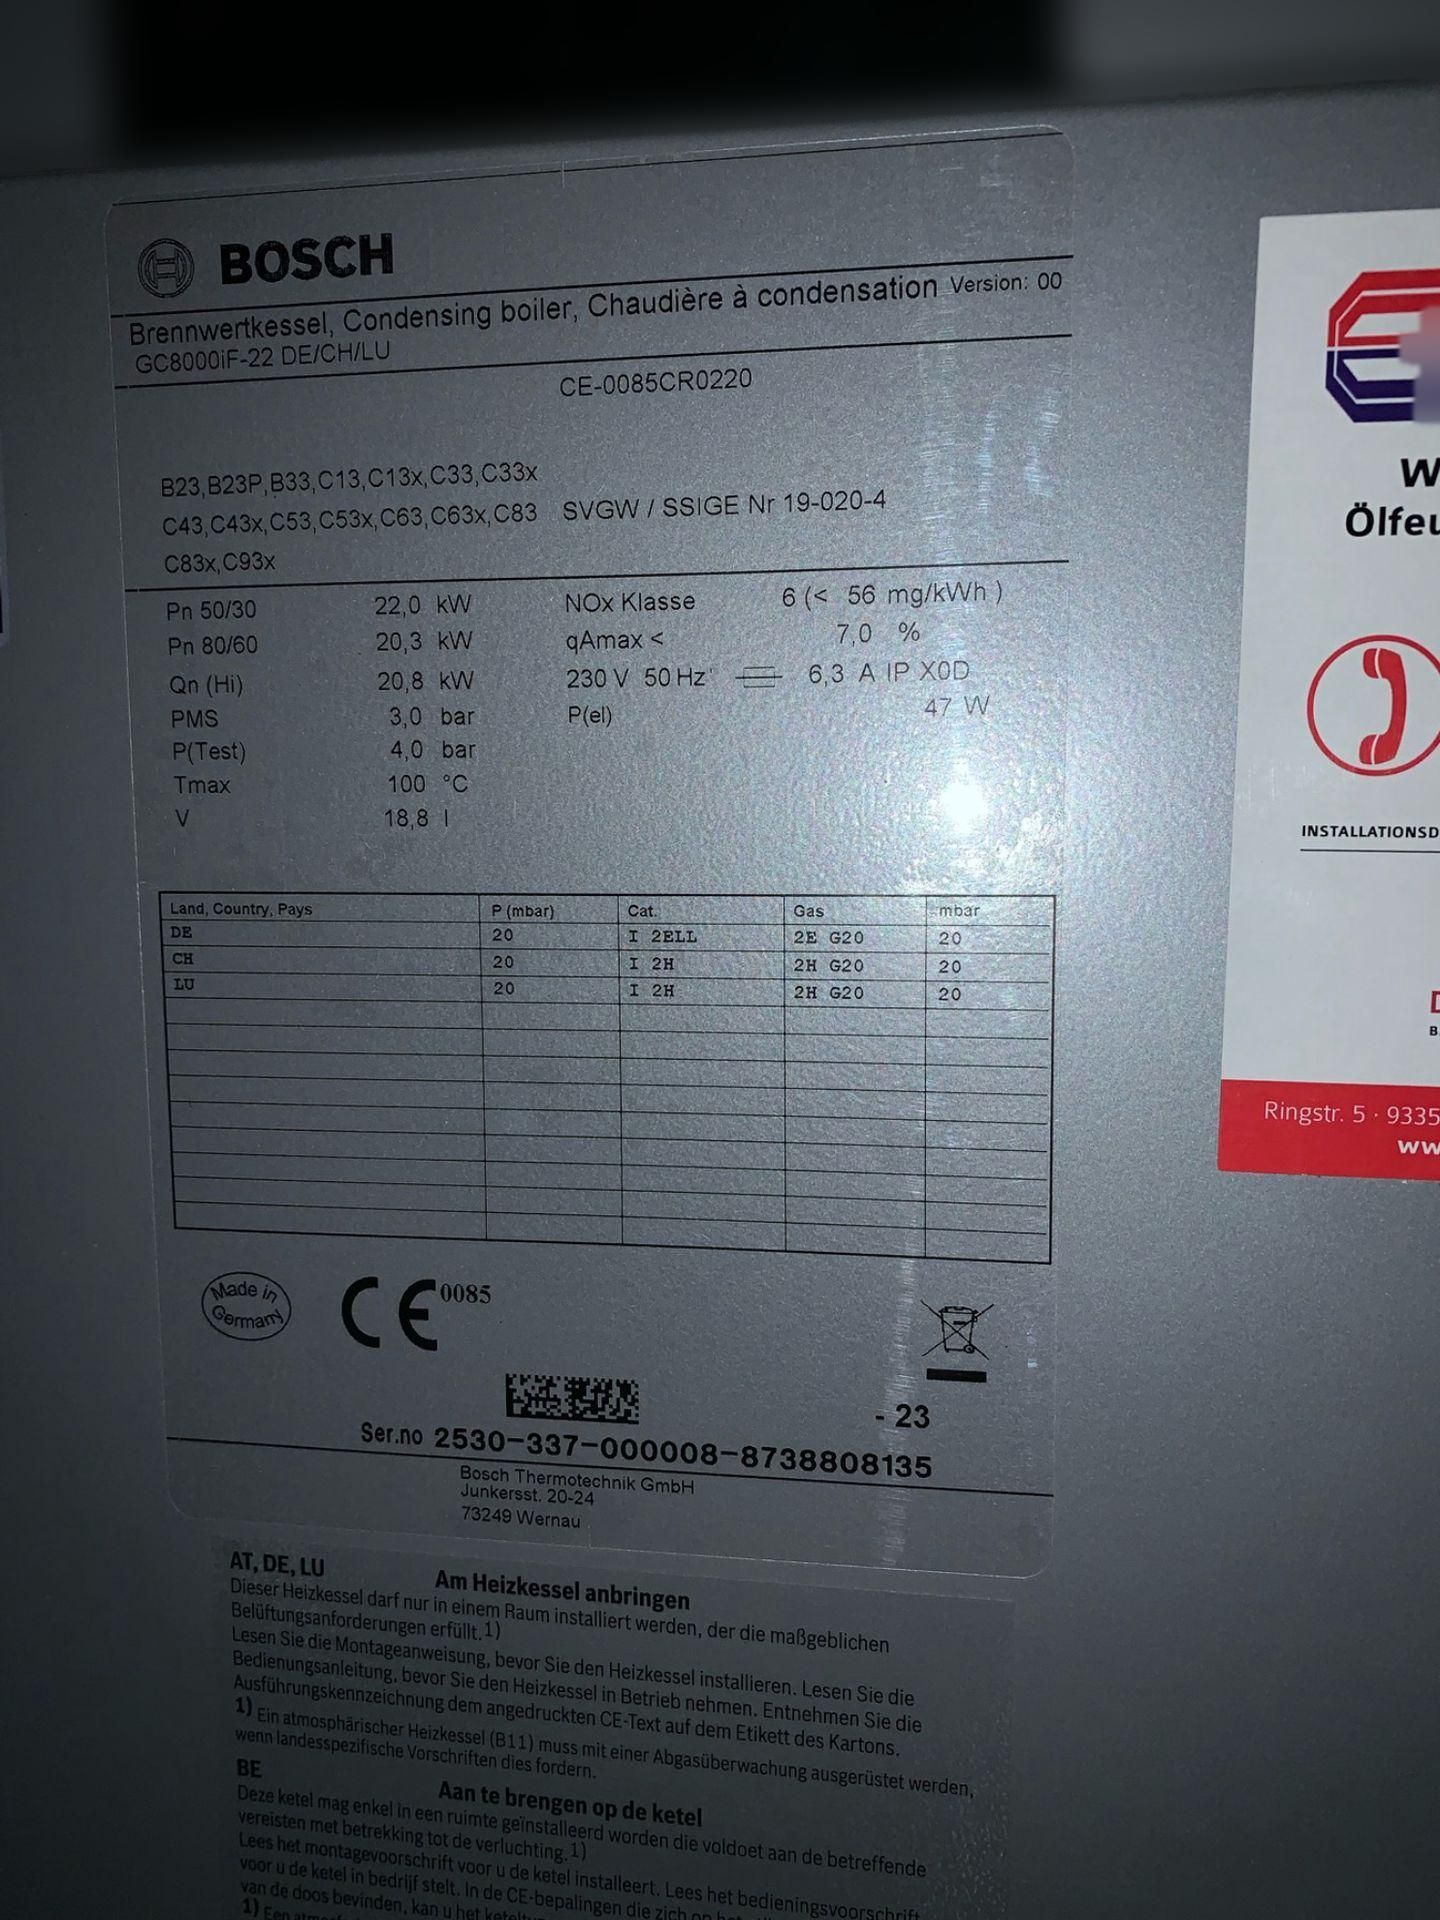 BOSCH
Brennwertkessel, Condensing boiler, Chaudière à condensation Version: 00
GC8000iF-22 DE/CH/LU
CE-0085CR0220
B23,B23P,B33,C13,C13x,C33,C33x
C43,C43x,C53,C53x,C63,C63x,C83 SVGW / SSIGE Nr 19-020-4
C83x,C93x
Pn 50/30 22,0 kW NOx Klasse 6 (< 56 mg/kWh )
Pn 80/60 20,3 kW qAmax < 7,0 %
Qn (Hi) 20,8 kW 230 V 50 Hz 6,3 A IP X0D
PMS 3,0 bar P(el) 47 W
P(Test) 4,0 bar
Tmax 100 °C
V 18,8 l
Land, Country, Pays P (mbar) Cat. Gas mbar
DE 20 I 2ELL 2E G20 20
CH 20 I 2H 2H G20 20
LU 20 I 2H 2H G20 20
Made in
Germany
CE 0085
- 23
Ser.no 2530-337-000008-8738808135
Bosch Thermotechnik GmbH
Junkersst. 20-24
73249 Wernau
AT, DE, LU
Am Heizkessel anbringen
Dieser Heizkessel darf nur in einem Raum installiert werden, der die maßgeblichen
Belüftungsanforderungen erfüllt.1)
Lesen Sie die Montageanweisung, bevor Sie den Heizkessel installieren. Lesen Sie die
Bedienungsanleitung, bevor Sie den Heizkessel in Betrieb nehmen. Entnehmen Sie die
Ausführungskennzeichnung dem angedruckten CE-Text auf dem Etikett des Kartons.
1) Ein atmosphärischer Heizkessel (B11) muss mit einer Abgasüberwachung ausgerüstet werden,
wenn landesspezifische Vorschriften dies fordern.
BE
Aan te brengen op de ketel
Deze ketel mag enkel in een ruimte geïnstalleerd worden die voldoet aan de betreffende
vereisten met betrekking tot de verluchting.1)
Lees het montagevoorschrift voor u de ketel installeert. Lees het bedieningsvoorschrift
voor u de ketel in bedrijf stelt. In de CE-bepalingen die zich op
van de doos bevinden, kan u het
1) Een
W
Ölfeu
INSTALLATIONSD
D
B
Ringstr. 5 · 9335
ww